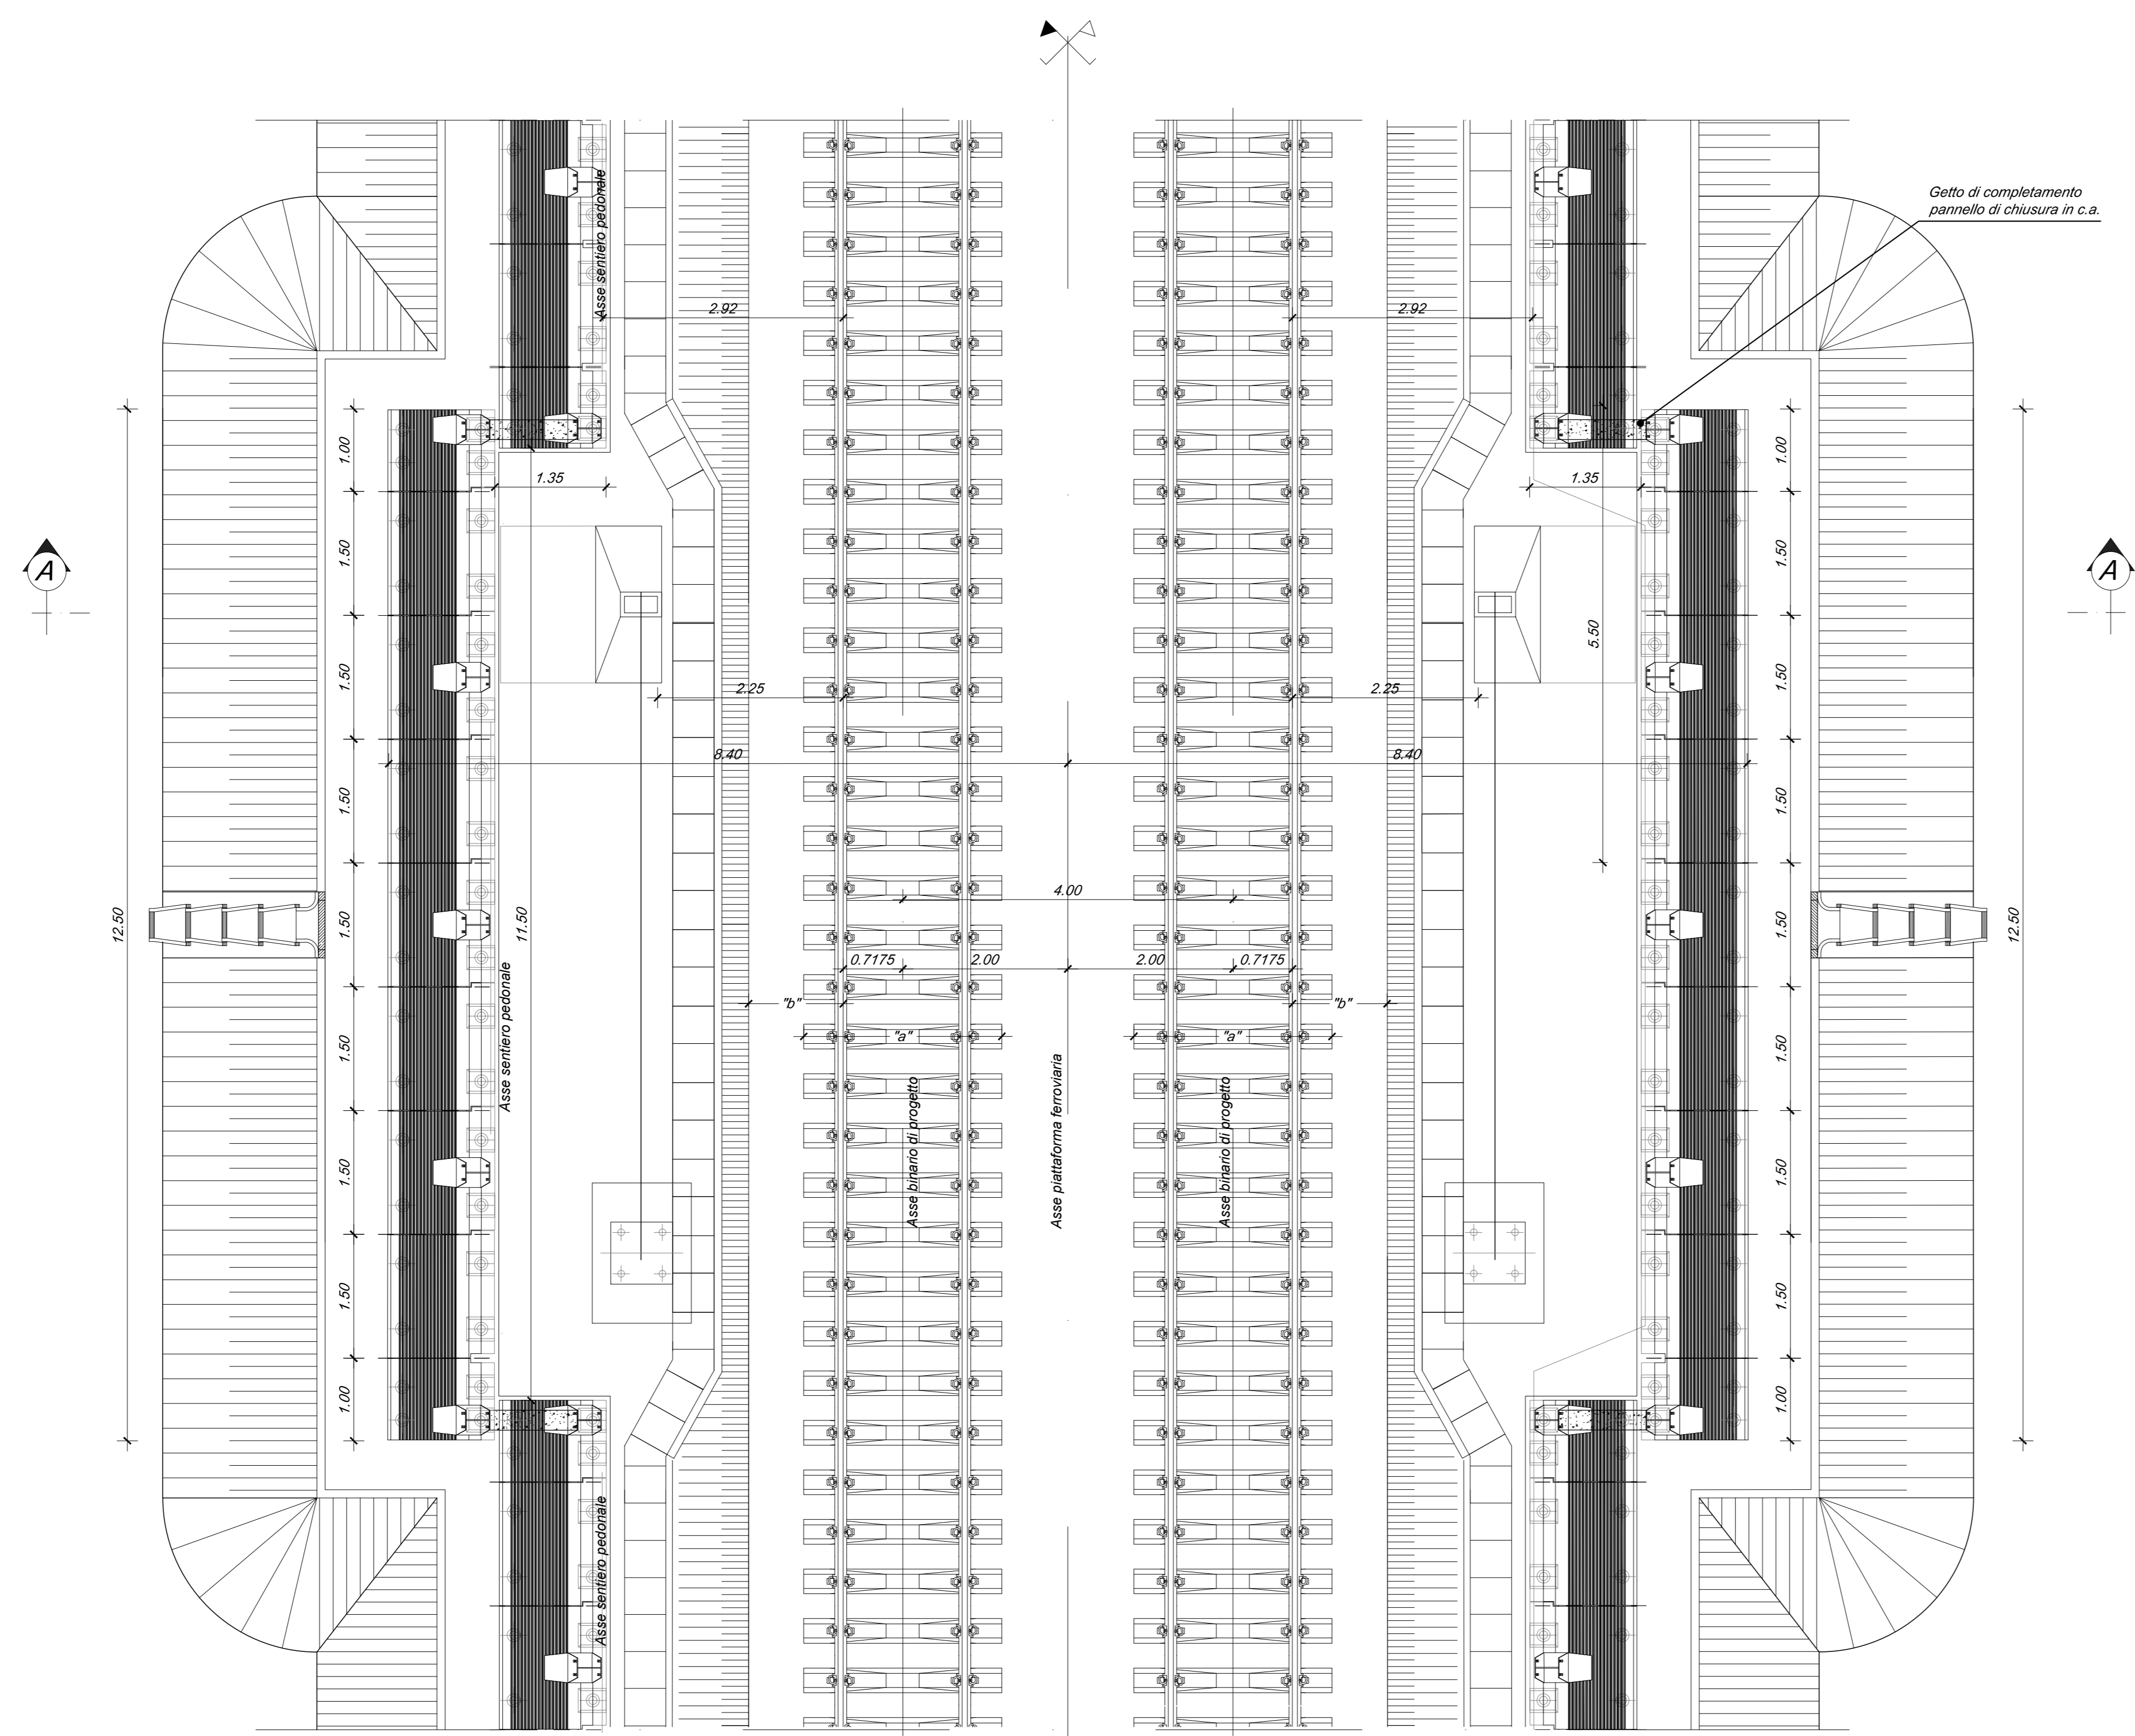 Getto di completamento
pannello di chiusura in c.a.
Asse sentiero pedonale
2.92
2.92
1.00
1.35
1.35
1.00
A
1.50
1.50
A
5.50
1.50
1.50
2.25
2.25
8.40
8.40
1.50
1.50
4.00
12.50
1.50
11.50
1.50
12.50
0.7175
2.00
2.00
0.7175
"b"
"b"
Asse sentiero pedonale
1.50
"a"
"a"
1.50
Asse binario di progetto
Asse piattaforma ferroviaria
Asse binario di progetto
1.50
1.50
1.50
1.50
1.00
1.00
Asse sentiero pedonale